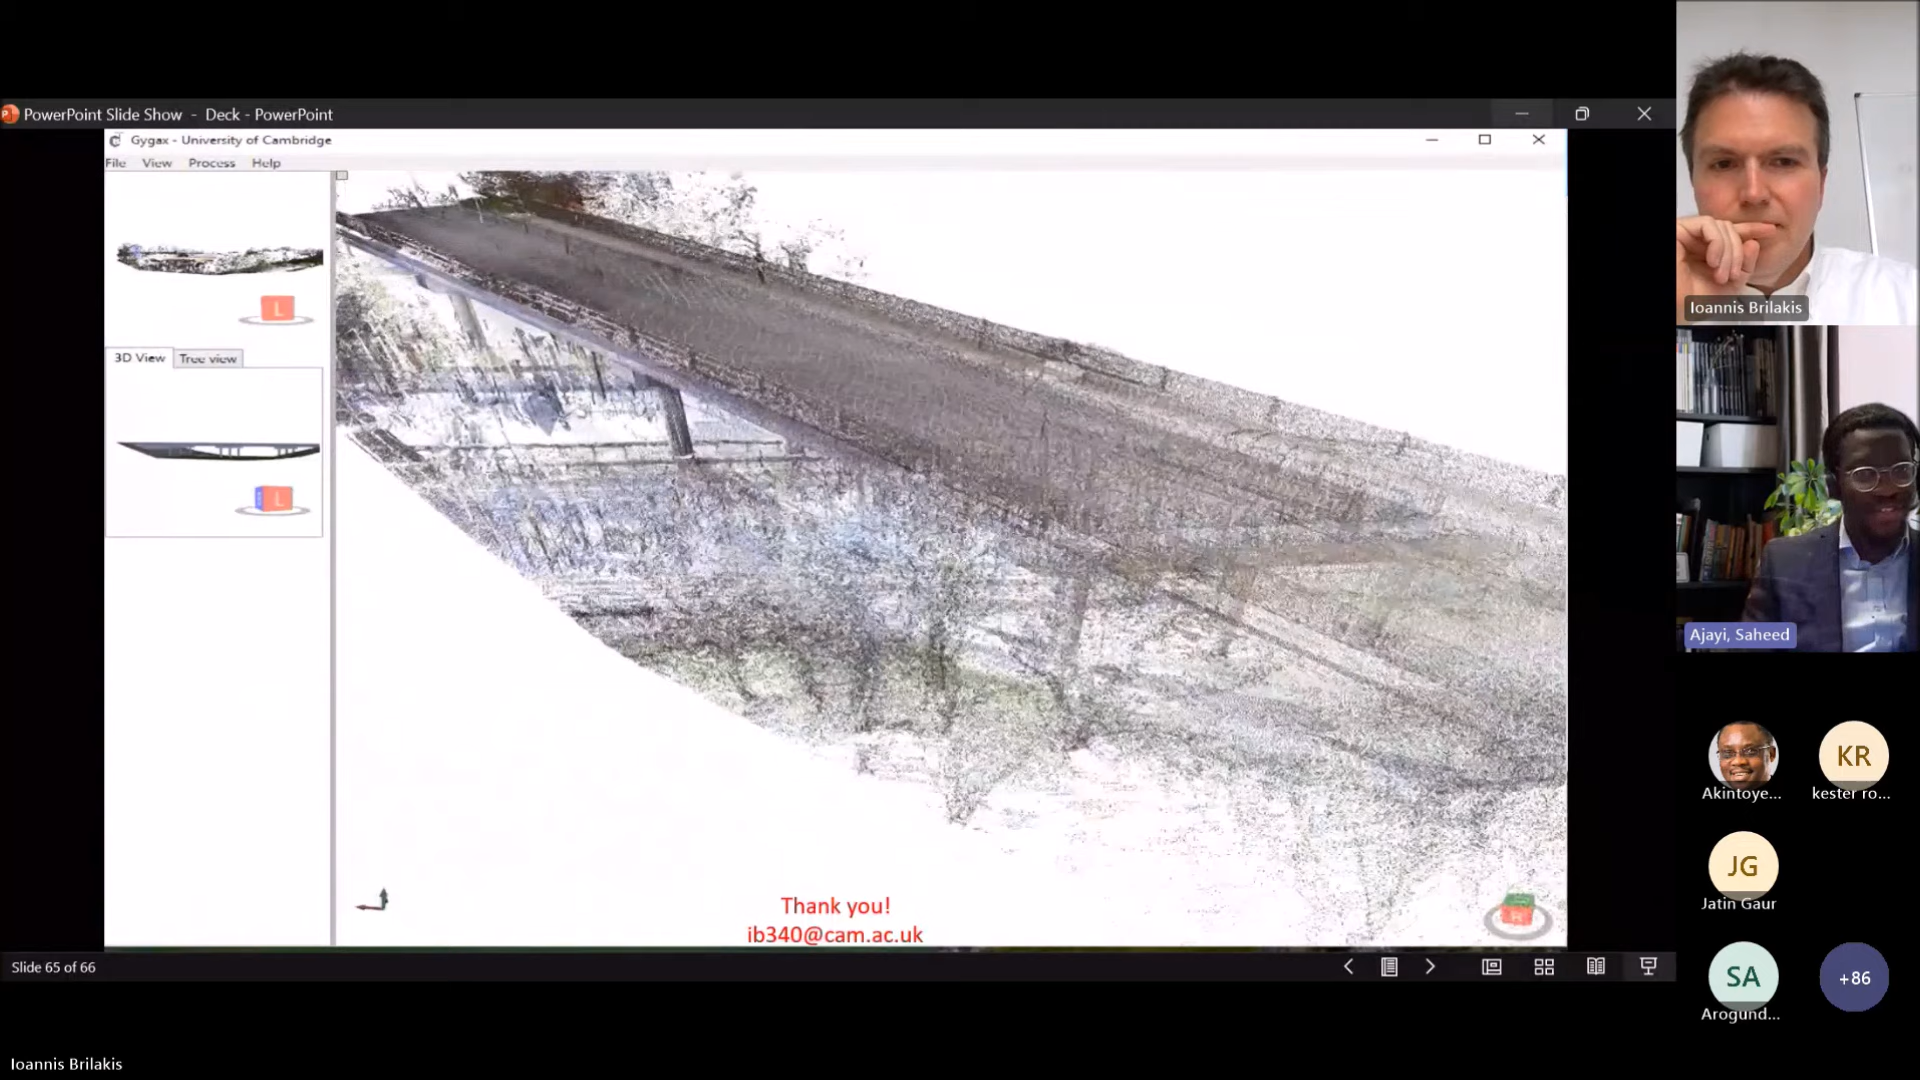 PowerPoint Slide Show - Deck - PowerPoint
Gygax - University of Cambridge
File View Process Help
L
3D View Tree view
L
Thank you!
ib340@cam.ac.uk
Slide 65 of 66
Ioannis Brilakis
Ioannis Brilakis
Ajayi, Saheed
KR
Akintoye... kester ro...
JG
Jatin Gaur
SA +86
Arogund...